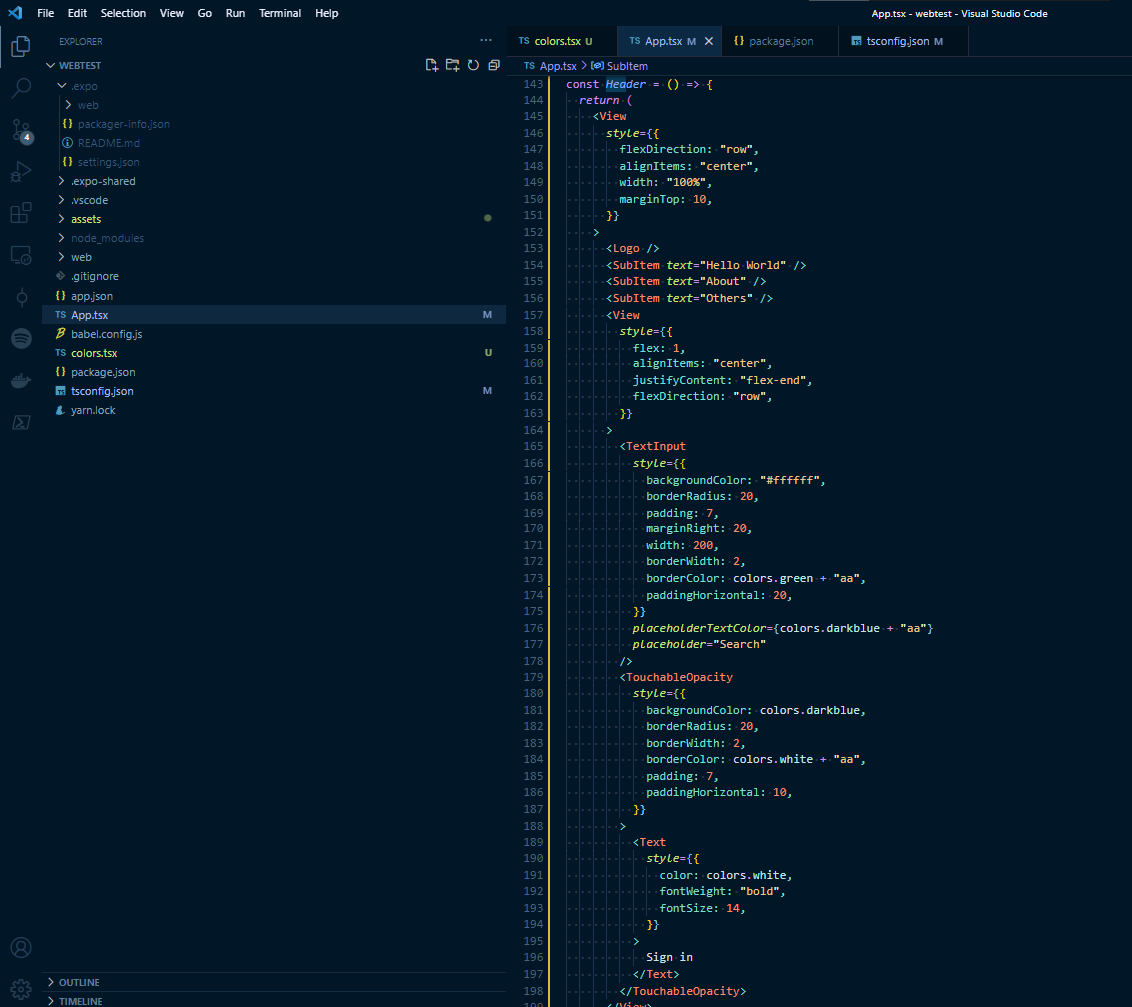 File Edit Selection View Go Run Terminal Help
App.tsx - webtest - Visual Studio Code
EXPLORER
WEBTEST
.expo
web
{} packager-info.json
README.md
{} settings.json
.expo-shared
.vscode
assets
node_modules
web
.gitignore
{} app.json
TS App.tsx M
babel.config.js
TS colors.tsx U
{} package.json
TS tsconfig.json M
yarn.lock
4
OUTLINE
TIMELINE
TS colors.tsx U
TS App.tsx M
{} package.json
TS tsconfig.json M
TS App.tsx > SubItem
143 const Header = () => {
144 return (
145 <View
146 style={{
147 flexDirection: "row",
148 alignItems: "center",
149 width: "100%",
150 marginTop: 10,
151 }}
152 >
153 <Logo />
154 <SubItem text="Hello World" />
155 <SubItem text="About" />
156 <SubItem text="Others" />
157 <View
158 style={{
159 flex: 1,
160 alignItems: "center",
161 justifyContent: "flex-end",
162 flexDirection: "row",
163 }}
164 >
165 <TextInput
166 style={{
167 backgroundColor: "#ffffff",
168 borderRadius: 20,
169 padding: 7,
170 marginRight: 20,
171 width: 200,
172 borderWidth: 2,
173 borderColor: colors.green + "aa",
174 paddingHorizontal: 20,
175 }}
176 placeholderTextColor={colors.darkblue + "aa"}
177 placeholder="Search"
178 />
179 <TouchableOpacity
180 style={{
181 backgroundColor: colors.darkblue,
182 borderRadius: 20,
183 borderWidth: 2,
184 borderColor: colors.white + "aa",
185 padding: 7,
186 paddingHorizontal: 10,
187 }}
188 >
189 <Text
190 style={{
191 color: colors.white,
192 fontWeight: "bold",
193 fontSize: 14,
194 }}
195 >
196 Sign in
197 </Text>
198 </TouchableOpacity>
199 </View>